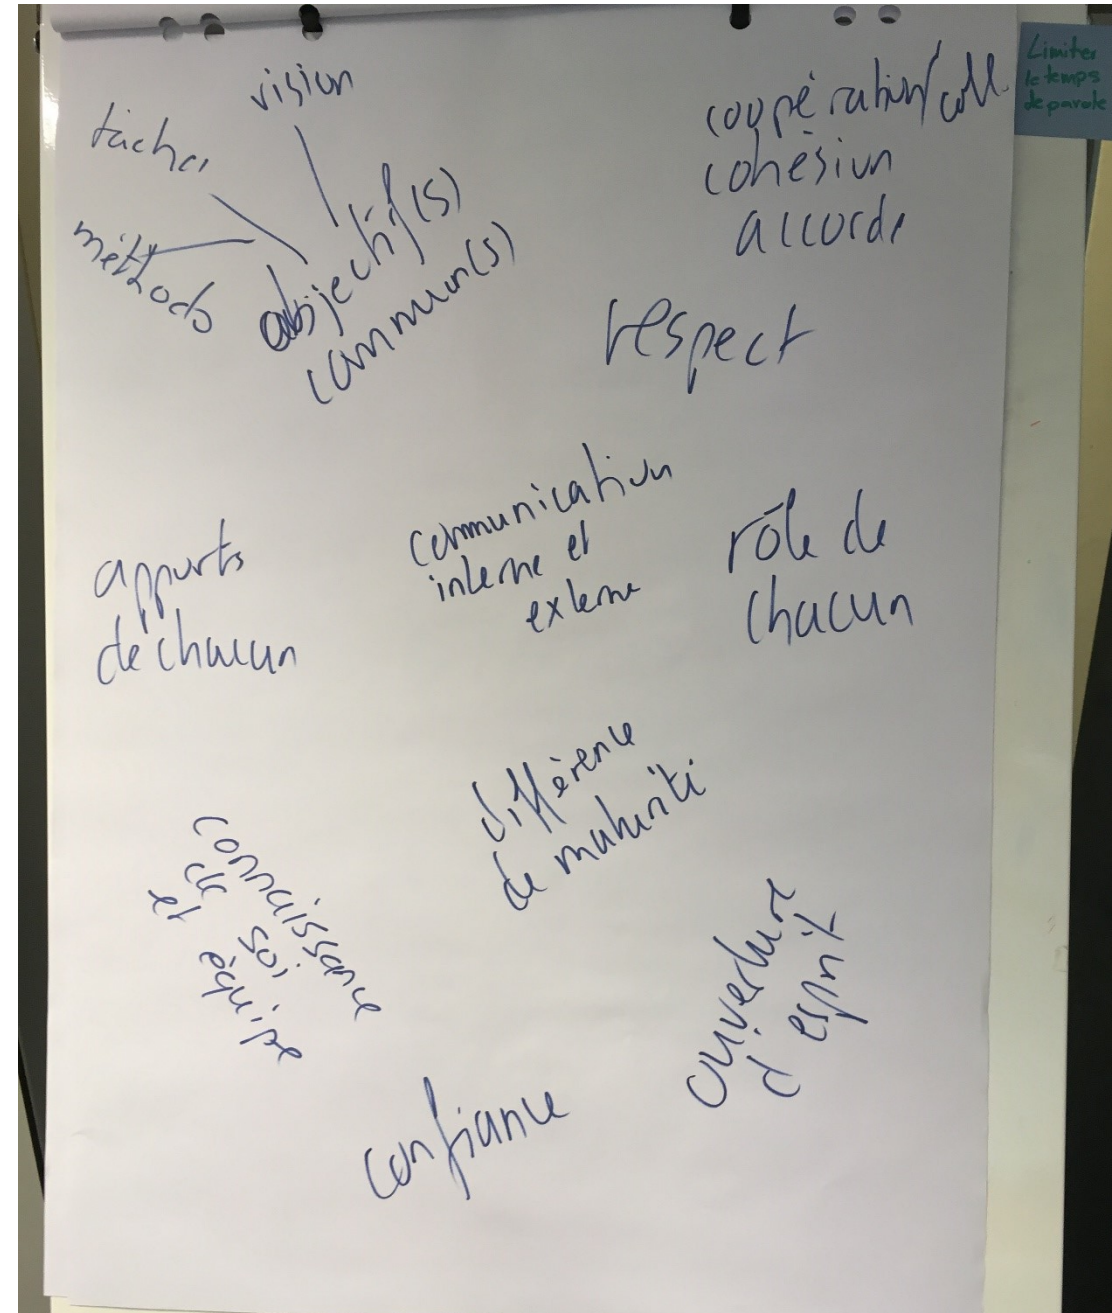 vision
taches
méthodo
objectif(s)
commun(s)
coopération/coll.
cohésion
accorde
Limiter
le temps
de parole
respect
apports
de chacun
communication
interne et
externe
rôle de
chacun
différence
de maturité
connaissance
de soi
et équipe
ouverture
d'esprit
confiance